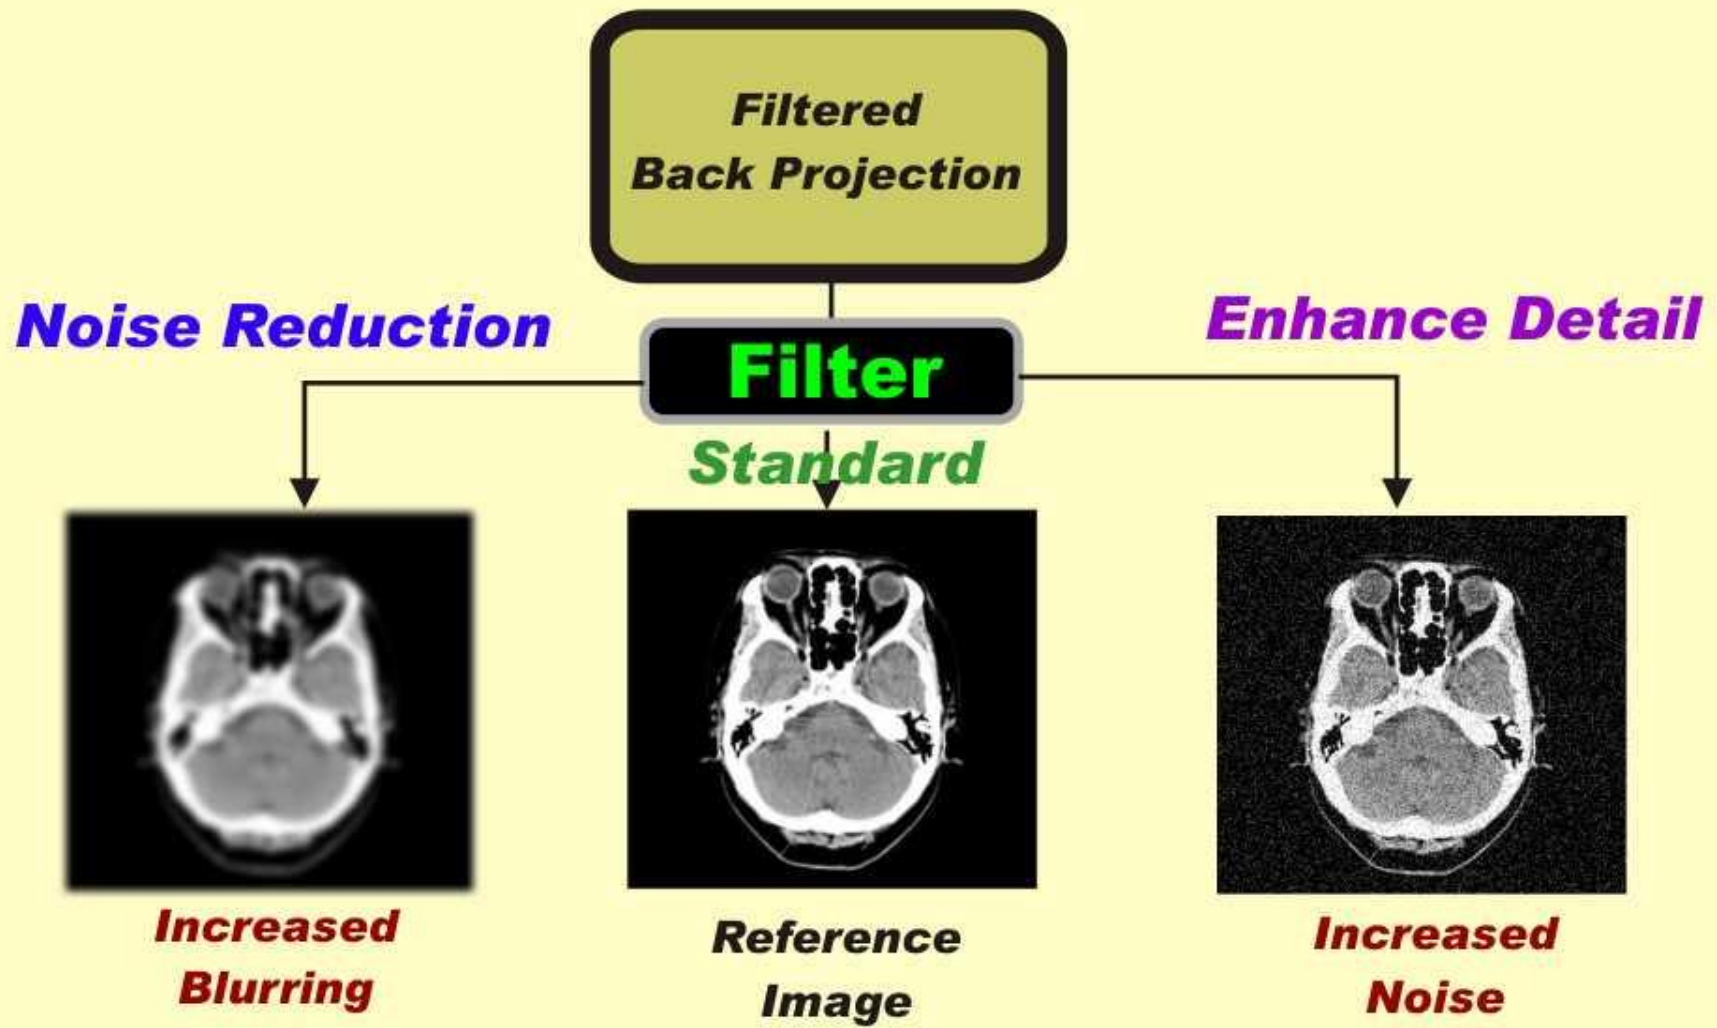 Filtered
Back Projection
Noise Reduction
Filter
Enhance Detail
Standard
Increased
Blurring
Reference
Image
Increased
Noise